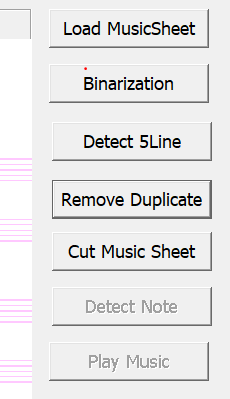 Load MusicSheet
Binarization
Detect 5Line
Remove Duplicate
Cut Music Sheet
Detect Note
Play Music